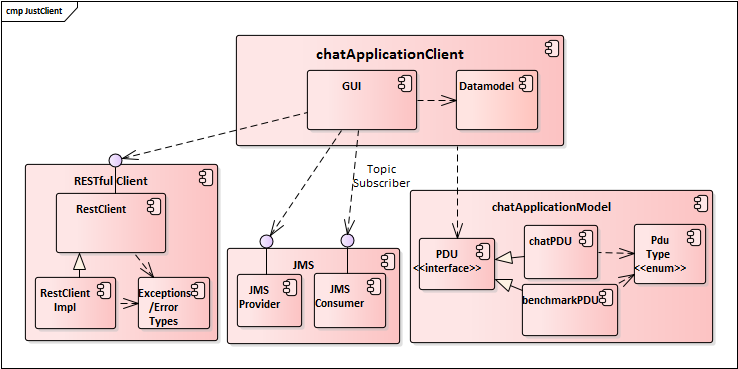 cmp JustClient
chatApplicationClient
GUI
Datamodel
Topic
Subscriber
RESTful Client
RestClient
RestClient
Impl
Exceptions
/Error
Types
JMS
JMS
Provider
JMS
Consumer
chatApplicationModel
PDU
<<interface>>
chatPDU
benchmarkPDU
Pdu
Type
<<enum>>